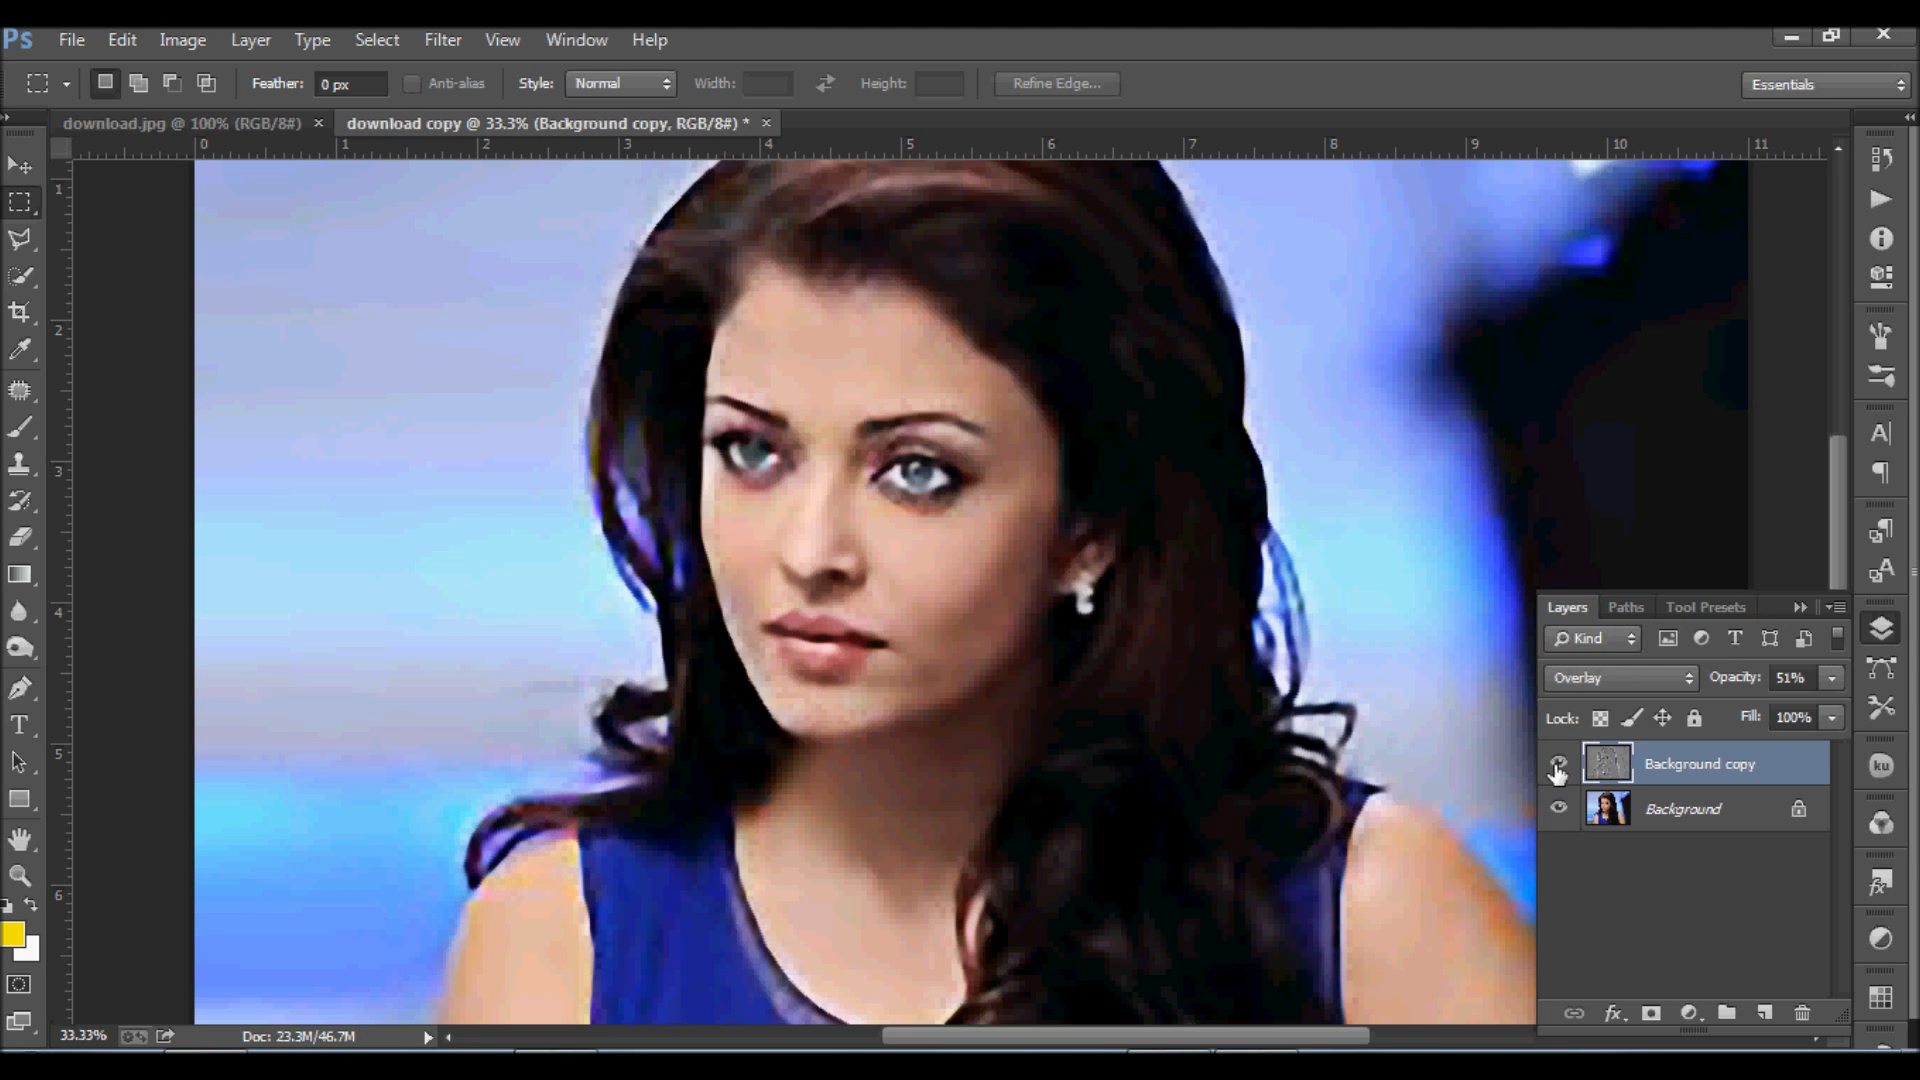 Ps File Edit Image Layer Type Select Filter View Window Help
Feather: 0 px Anti-alias Style: Normal Width: Height: Refine Edge... Essentials
download.jpg @ 100% (RGB/8#) × download copy @ 33.3% (Background copy, RGB/8#) * ×
0 1 2 3 4 5 6 7 8 9 10 11
1
2
3
4
5
6
Layers Paths Tool Presets
Kind
Overlay Opacity: 51%
Lock: Fill: 100%
Background copy
Background
ku
33.33% Doc: 23.3M/46.7M